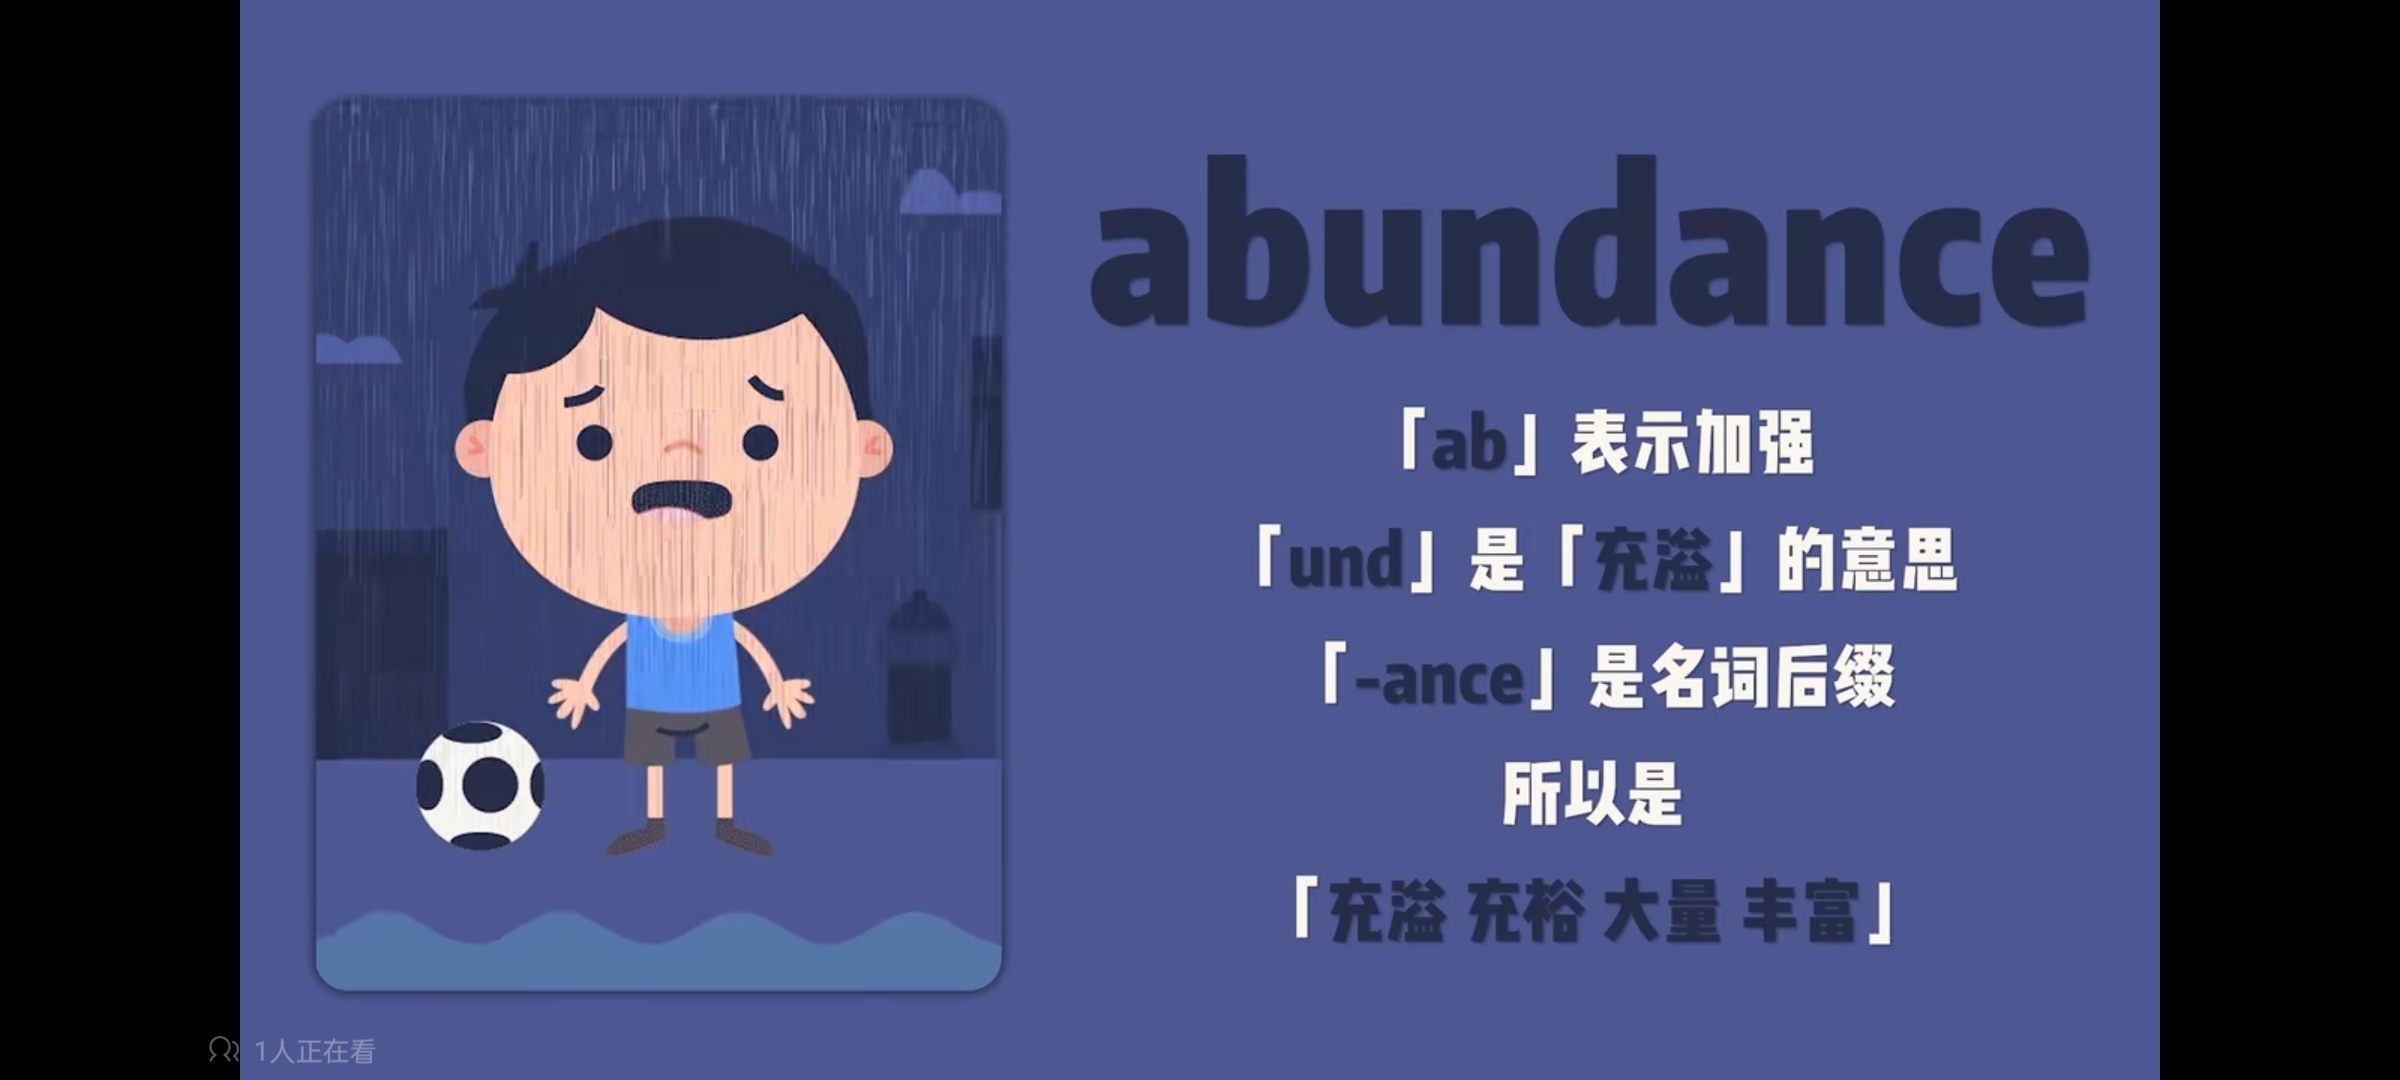 abundance
「ab」表示加强
「und」是「充溢」的意思
「-ance」是名词后缀
所以是
「充溢 充裕 大量 丰富」
1人正在看